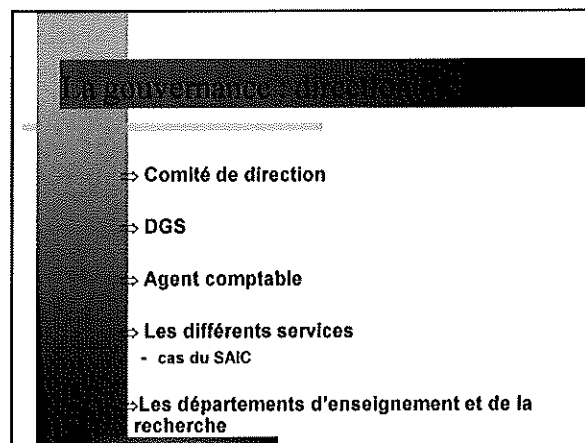 La gouvernance : direction
⇨ Comité de direction
⇨ DGS
⇨ Agent comptable
⇨ Les différents services
- cas du SAIC
⇨ Les départements d'enseignement et de la
recherche